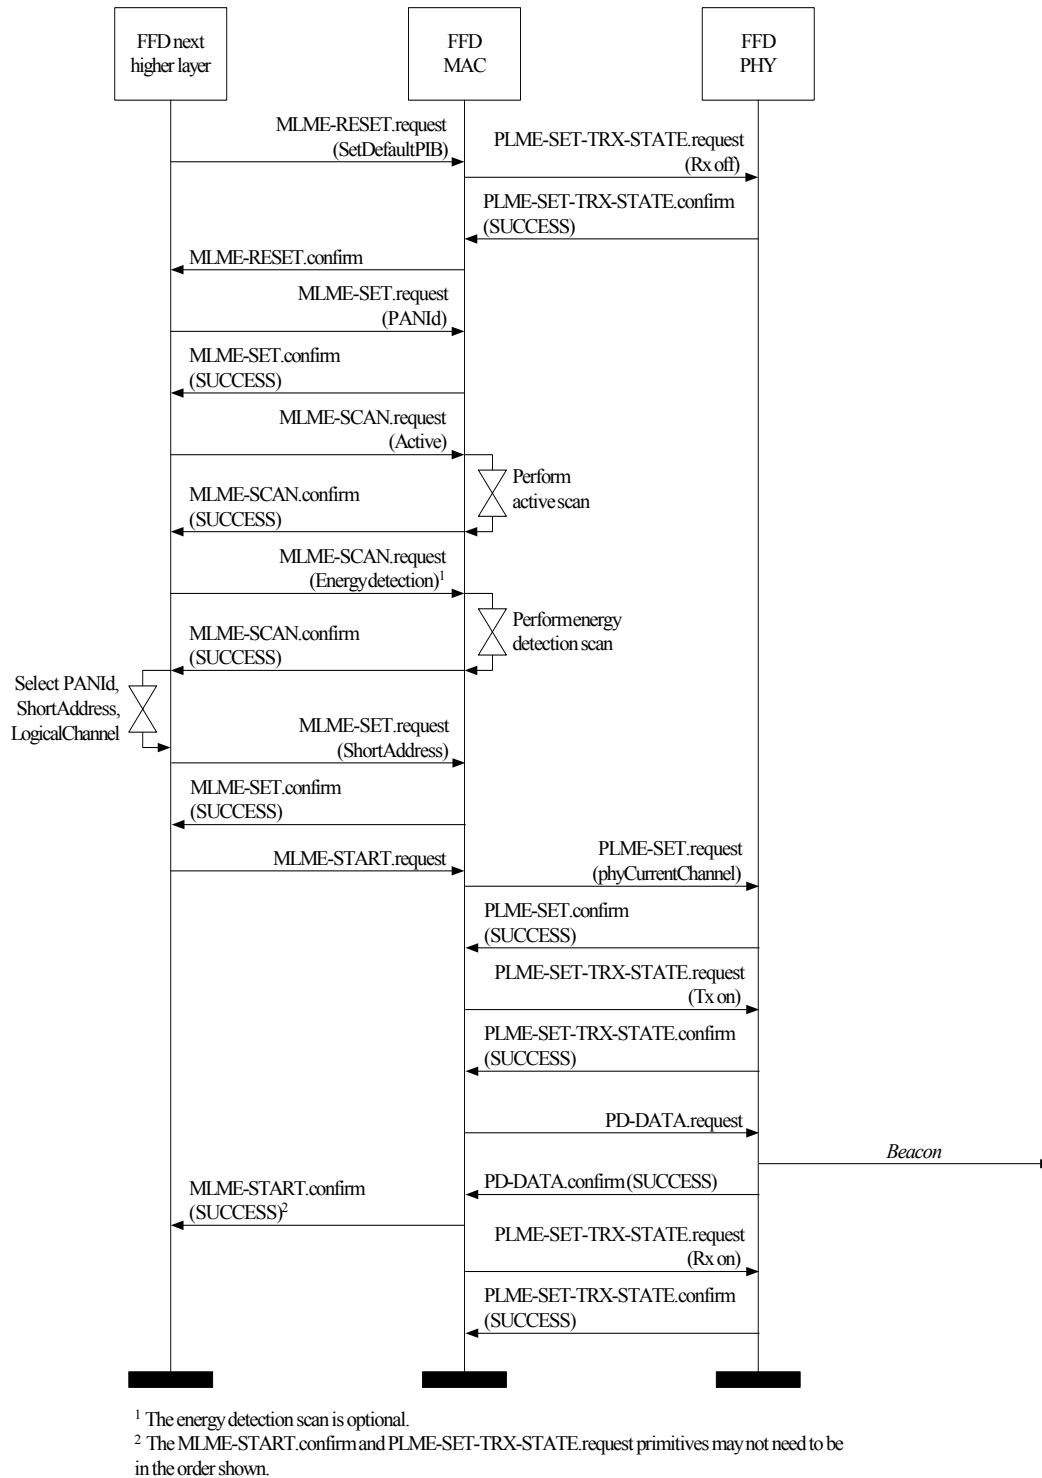 FFD next
higher layer
FFD
MAC
FFD
PHY
MLME-RESET.request
(SetDefaultPIB)
PLME-SET-TRX-STATE.request
(Rx off)
PLME-SET-TRX-STATE.confirm
(SUCCESS)
MLME-RESET.confirm
MLME-SET.request
(PANId)
MLME-SET.confirm
(SUCCESS)
MLME-SCAN.request
(Active)
Perform
active scan
MLME-SCAN.confirm
(SUCCESS)
MLME-SCAN.request
(Energy detection)¹
Perform energy
detection scan
MLME-SCAN.confirm
(SUCCESS)
Select PANId,
ShortAddress,
LogicalChannel
MLME-SET.request
(ShortAddress)
MLME-SET.confirm
(SUCCESS)
MLME-START.request
PLME-SET.request
(phyCurrentChannel)
PLME-SET.confirm
(SUCCESS)
PLME-SET-TRX-STATE.request
(Tx on)
PLME-SET-TRX-STATE.confirm
(SUCCESS)
PD-DATA.request
Beacon
PD-DATA.confirm (SUCCESS)
MLME-START.confirm
(SUCCESS)²
PLME-SET-TRX-STATE.request
(Rx on)
PLME-SET-TRX-STATE.confirm
(SUCCESS)
¹ The energy detection scan is optional.
² The MLME-START.confirm and PLME-SET-TRX-STATE.request primitives may not need to be
in the order shown.